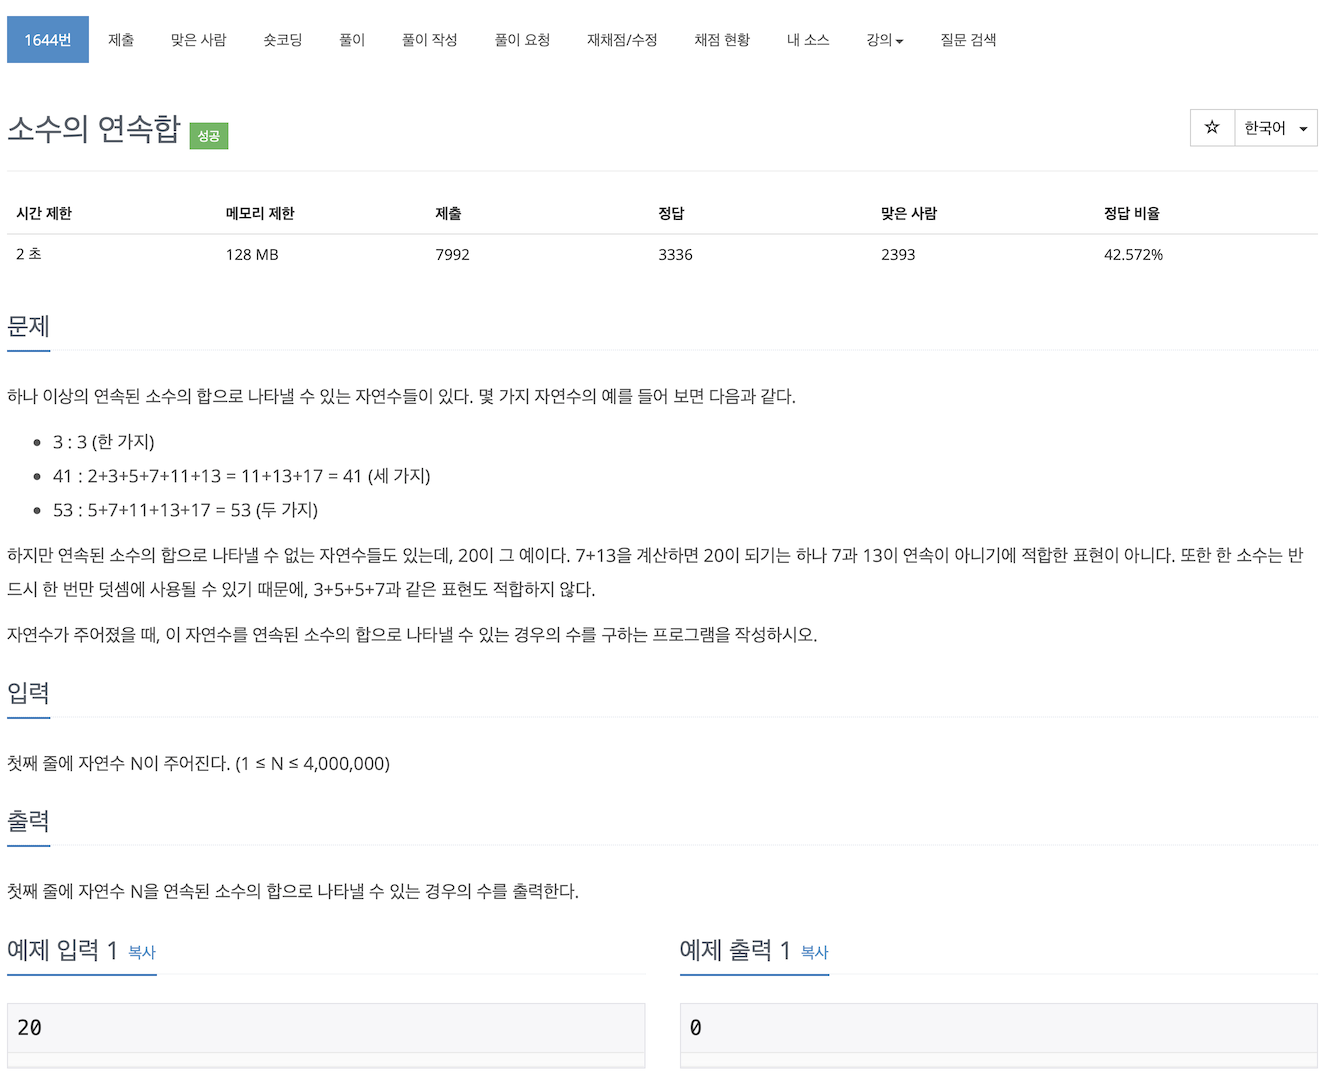 1644번 제출 맞은 사람 숏코딩 풀이 풀이 작성 풀이 요청 재채점/수정 채점 현황 내 소스 강의 질문 검색
소수의 연속합 성공
☆ 한국어
시간 제한 메모리 제한 제출 정답 맞은 사람 정답 비율
2 초 128 MB 7992 3336 2393 42.572%
문제
하나 이상의 연속된 소수의 합으로 나타낼 수 있는 자연수들이 있다. 몇 가지 자연수의 예를 들어 보면 다음과 같다.
• 3 : 3 (한 가지)
• 41 : 2+3+5+7+11+13 = 11+13+17 = 41 (세 가지)
• 53 : 5+7+11+13+17 = 53 (두 가지)
하지만 연속된 소수의 합으로 나타낼 수 없는 자연수들도 있는데, 20이 그 예이다. 7+13을 계산하면 20이 되기는 하나 7과 13이 연속이 아니기에 적합한 표현이 아니다. 또한 한 소수는 반
드시 한 번만 덧셈에 사용될 수 있기 때문에, 3+5+5+7과 같은 표현도 적합하지 않다.
자연수가 주어졌을 때, 이 자연수를 연속된 소수의 합으로 나타낼 수 있는 경우의 수를 구하는 프로그램을 작성하시오.
입력
첫째 줄에 자연수 N이 주어진다. (1 ≤ N ≤ 4,000,000)
출력
첫째 줄에 자연수 N을 연속된 소수의 합으로 나타낼 수 있는 경우의 수를 출력한다.
예제 입력 1 복사
20
예제 출력 1 복사
0